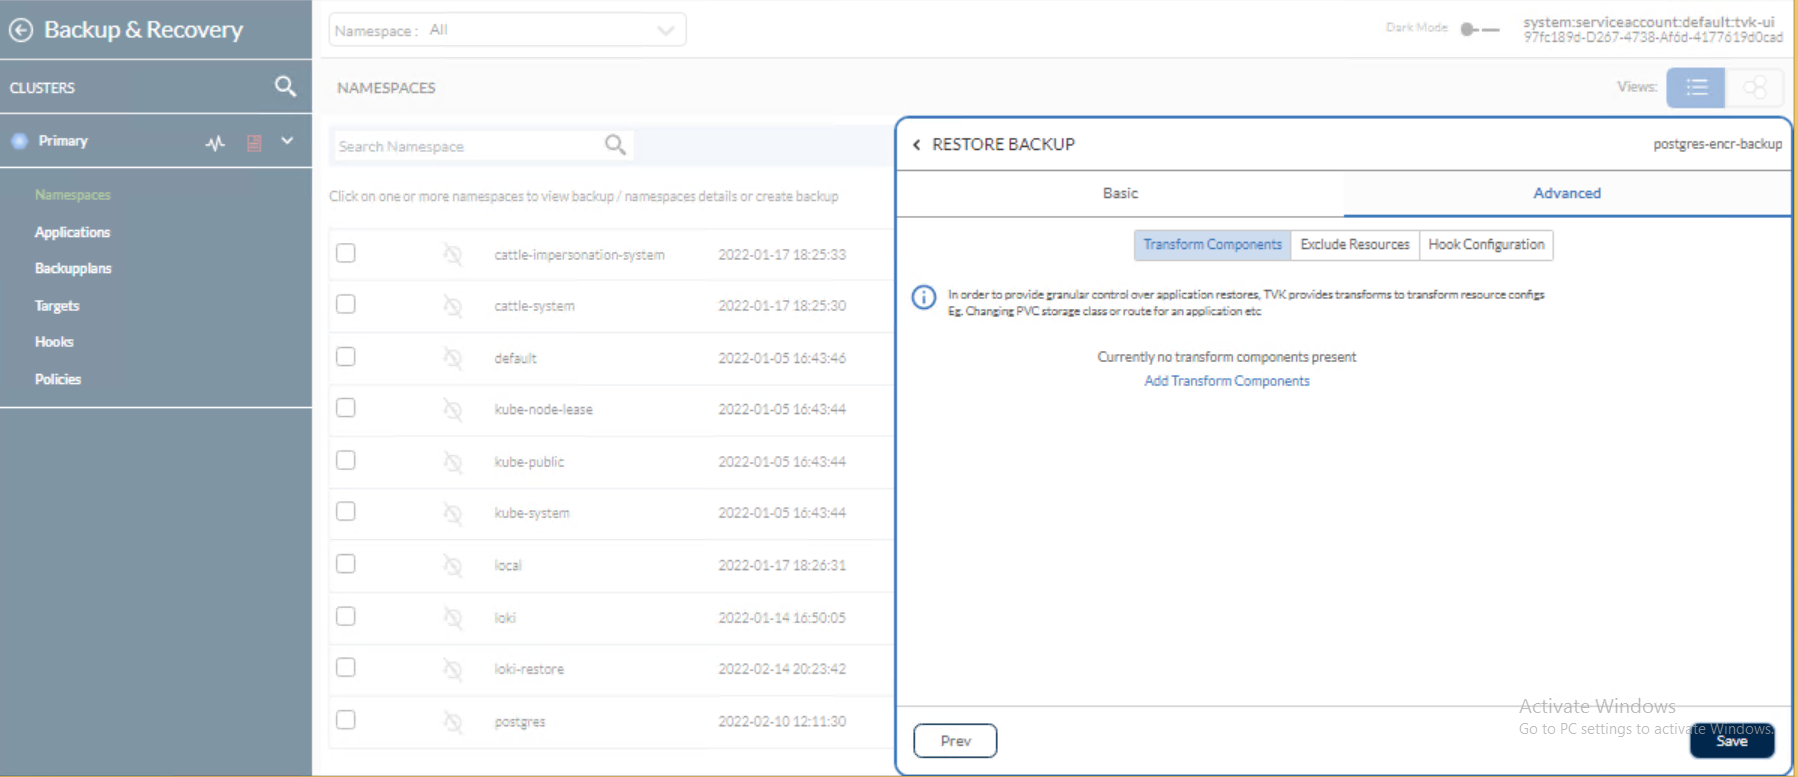 Backup & Recovery
Namespace : All
Dark Mode
system:serviceaccount:default:tvk-ui
97fc189d-D267-4738-Af6d-4177619d0cad
CLUSTERS
NAMESPACES
Views:
Primary
Search Namespace
Namespaces
Applications
Backupplans
Targets
Hooks
Policies
Click on one or more namespaces to view backup / namespaces details or create backup
cattle-impersonation-system 2022-01-17 18:25:33
cattle-system 2022-01-17 18:25:30
default 2022-01-05 16:43:46
kube-node-lease 2022-01-05 16:43:44
kube-public 2022-01-05 16:43:44
kube-system 2022-01-05 16:43:44
local 2022-01-17 18:26:31
loki 2022-01-14 16:50:05
loki-restore 2022-02-14 20:23:42
postgres 2022-02-10 12:11:30
RESTORE BACKUP
postgres-encr-backup
Basic
Advanced
Transform Components Exclude Resources Hook Configuration
In order to provide granular control over application restores, TVK provides transforms to transform resource configs
Eg. Changing PVC storage class or route for an application etc
Currently no transform components present
Add Transform Components
Activate Windows
Go to PC settings to activate Windows.
Prev
Save